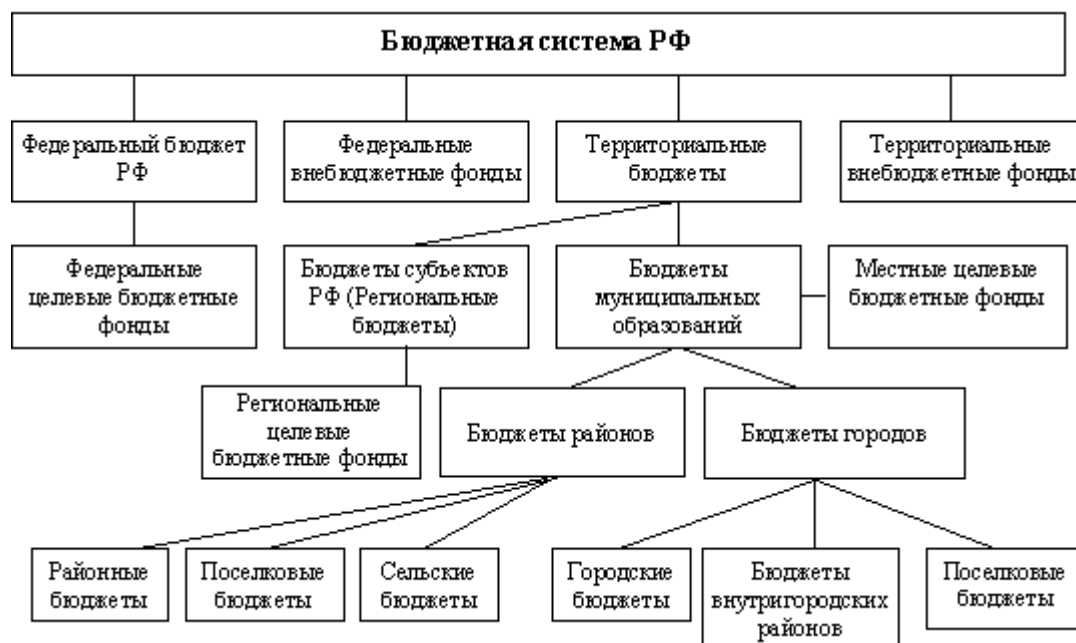 Бюджетная система РФ
Федеральный бюджет
РФ
Федеральные
внебюджетные фонды
Территориальные
бюджеты
Территориальные
внебюджетные фонды
Федеральные
целевые бюджетные
фонды
Бюджеты субъектов
РФ (Региональные
бюджеты)
Бюджеты
муниципальных
образований
Местные целевые
бюджетные фонды
Региональные
целевые
бюджетные фонды
Бюджеты районов
Бюджеты городов
Районные
бюджеты
Поселковые
бюджеты
Сельские
бюджеты
Городские
бюджеты
Бюджеты
внутригородских
районов
Поселковые
бюджеты